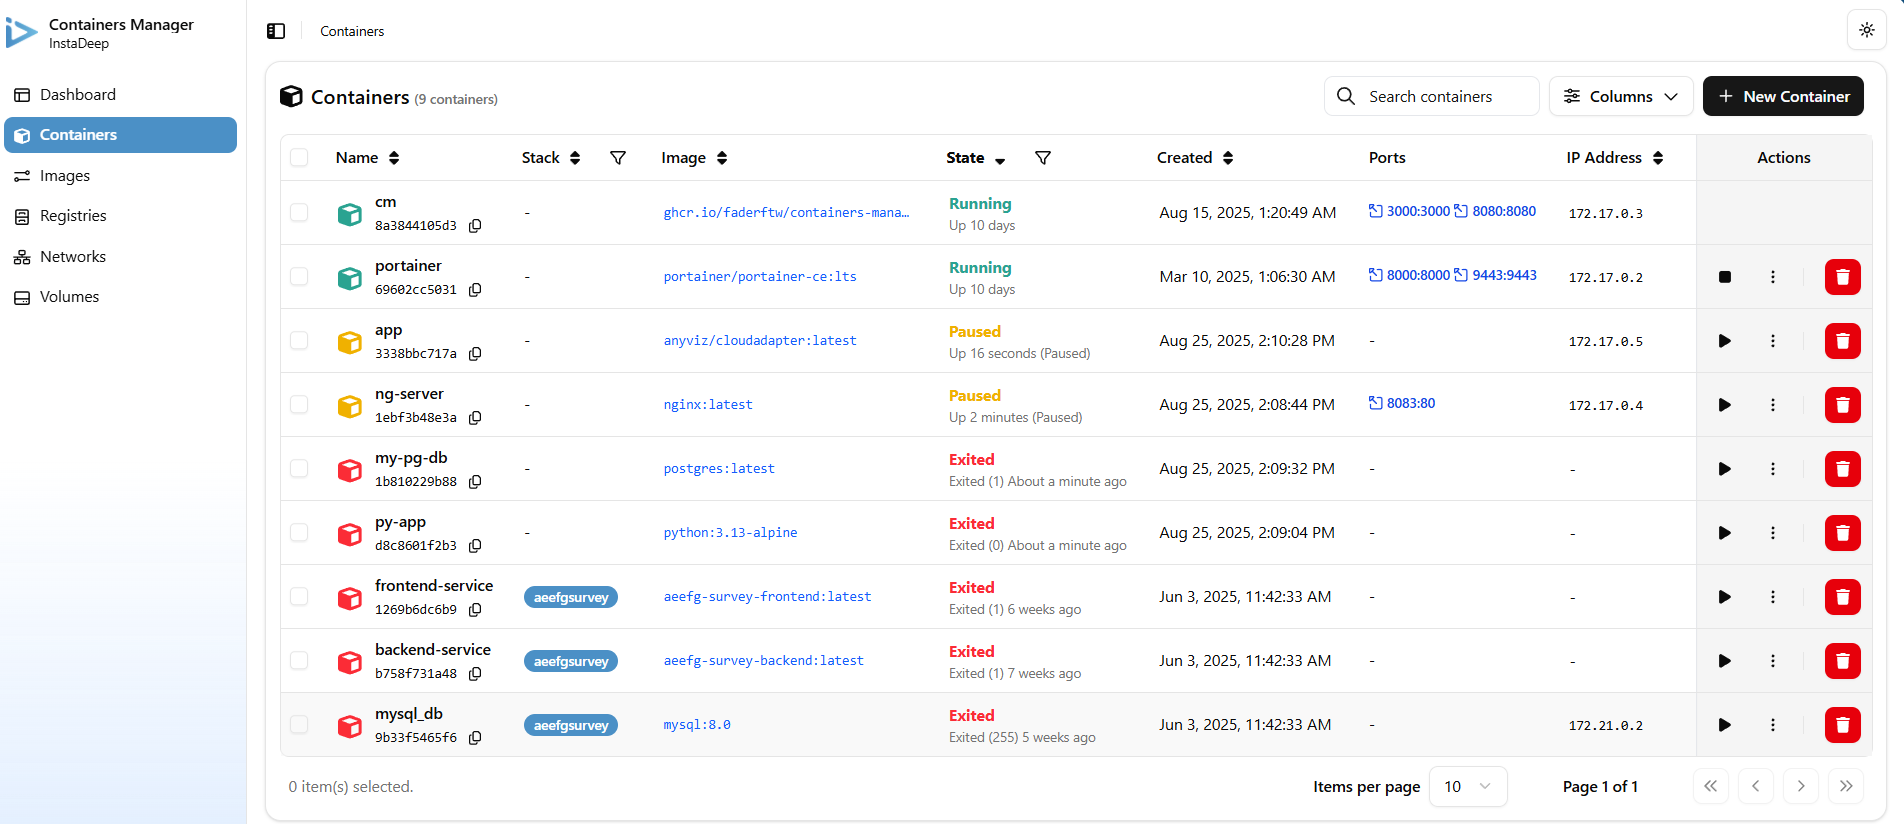 Containers Manager
InstaDeep
Dashboard
Containers
Images
Registries
Networks
Volumes
Containers
Containers (9 containers)
Search containers
Columns
New Container
Name Stack Image State Created Ports IP Address Actions
cm
8a3844105d3
-
ghcr.io/faderftw/containers-mana…
Running
Up 10 days
Aug 15, 2025, 1:20:49 AM
3000:3000 8080:8080
172.17.0.3
portainer
69602cc5031
-
portainer/portainer-ce:lts
Running
Up 10 days
Mar 10, 2025, 1:06:30 AM
8000:8000 9443:9443
172.17.0.2
app
3338bbc717a
-
anyviz/cloudadapter:latest
Paused
Up 16 seconds (Paused)
Aug 25, 2025, 2:10:28 PM
-
172.17.0.5
ng-server
1ebf3b48e3a
-
nginx:latest
Paused
Up 2 minutes (Paused)
Aug 25, 2025, 2:08:44 PM
8083:80
172.17.0.4
my-pg-db
1b810229b88
-
postgres:latest
Exited
Exited (1) About a minute ago
Aug 25, 2025, 2:09:32 PM
-
-
py-app
d8c8601f2b3
-
python:3.13-alpine
Exited
Exited (0) About a minute ago
Aug 25, 2025, 2:09:04 PM
-
-
frontend-service
1269b6dc6b9
aeefgsurvey
aeefg-survey-frontend:latest
Exited
Exited (1) 6 weeks ago
Jun 3, 2025, 11:42:33 AM
-
-
backend-service
b758f731a48
aeefgsurvey
aeefg-survey-backend:latest
Exited
Exited (1) 7 weeks ago
Jun 3, 2025, 11:42:33 AM
-
-
mysql_db
9b33f5465f6
aeefgsurvey
mysql:8.0
Exited
Exited (255) 5 weeks ago
Jun 3, 2025, 11:42:33 AM
-
172.21.0.2
0 item(s) selected.
Items per page 10
Page 1 of 1